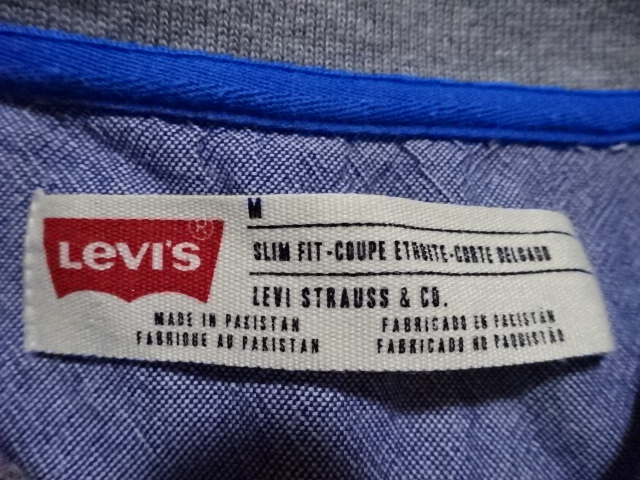 LEVI'S®
M
SLIM FIT-COUPE ETROITE-CORTE DELGADO
LEVI STRAUSS & CO.
MADE IN PAKISTAN
FABRIQUE AU PAKISTAN
FABRICADO EN PAKISTÁN
FABRICADO NO PAQUISTÃO